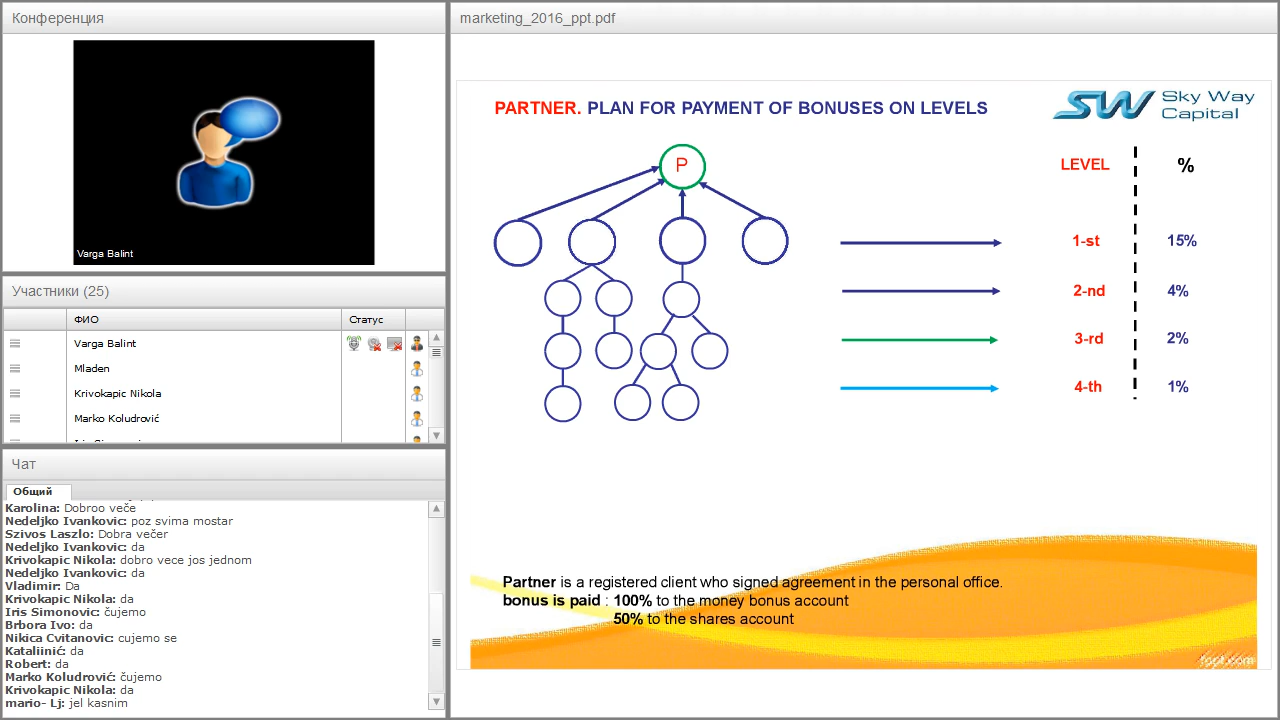 Конференция
Varga Balint
Участники (25)
ФИО Статус
Varga Balint
Mladen
Krivokapic Nikola
Marko Koludrović
Чат
Общий
Karolina: Dobroo veče
Nedeljko Ivankovic: poz svima mostar
Szivos Laszlo: Dobra večer
Nedeljko Ivankovic: da
Krivokapic Nikola: dobro vece jos jednom
Nedeljko Ivankovic: da
Vladimir: Da
Krivokapic Nikola: da
Iris Simonovic: čujemo
Brbora Ivo: da
Nikica Cvitanovic: cujemo se
Kataliinić: da
Robert: da
Marko Koludrović: čujemo
Krivokapic Nikola: da
mario- Lj: jel kasnim
marketing_2016_ppt.pdf
PARTNER. PLAN FOR PAYMENT OF BONUSES ON LEVELS
SW Sky Way
Capital
P
LEVEL %
1-st 15%
2-nd 4%
3-rd 2%
4-th 1%
Partner is a registered client who signed agreement in the personal office.
bonus is paid : 100% to the money bonus account
50% to the shares account
fppt.com